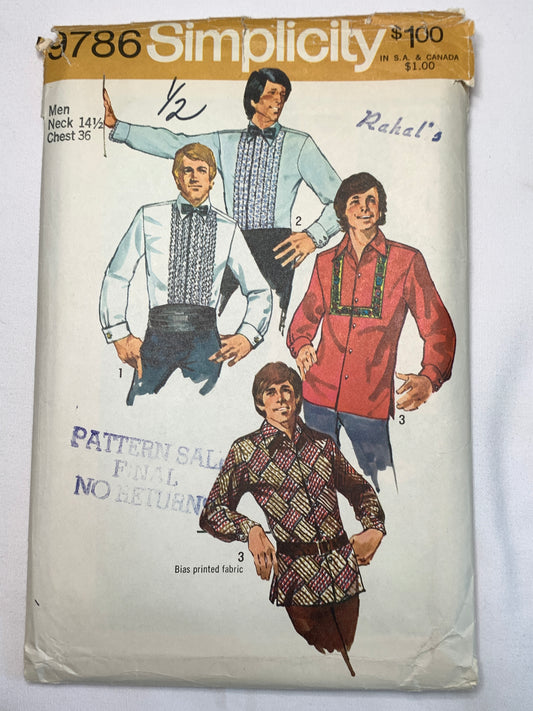 9786 Simplicity $1.00
IN S.A. & CANADA
$1.00
Men
Neck 14½
Chest 36
1/2
Rahal's
2
1
3
PATTERN SALE
FINAL
NO RETURNS
3
Bias printed fabric